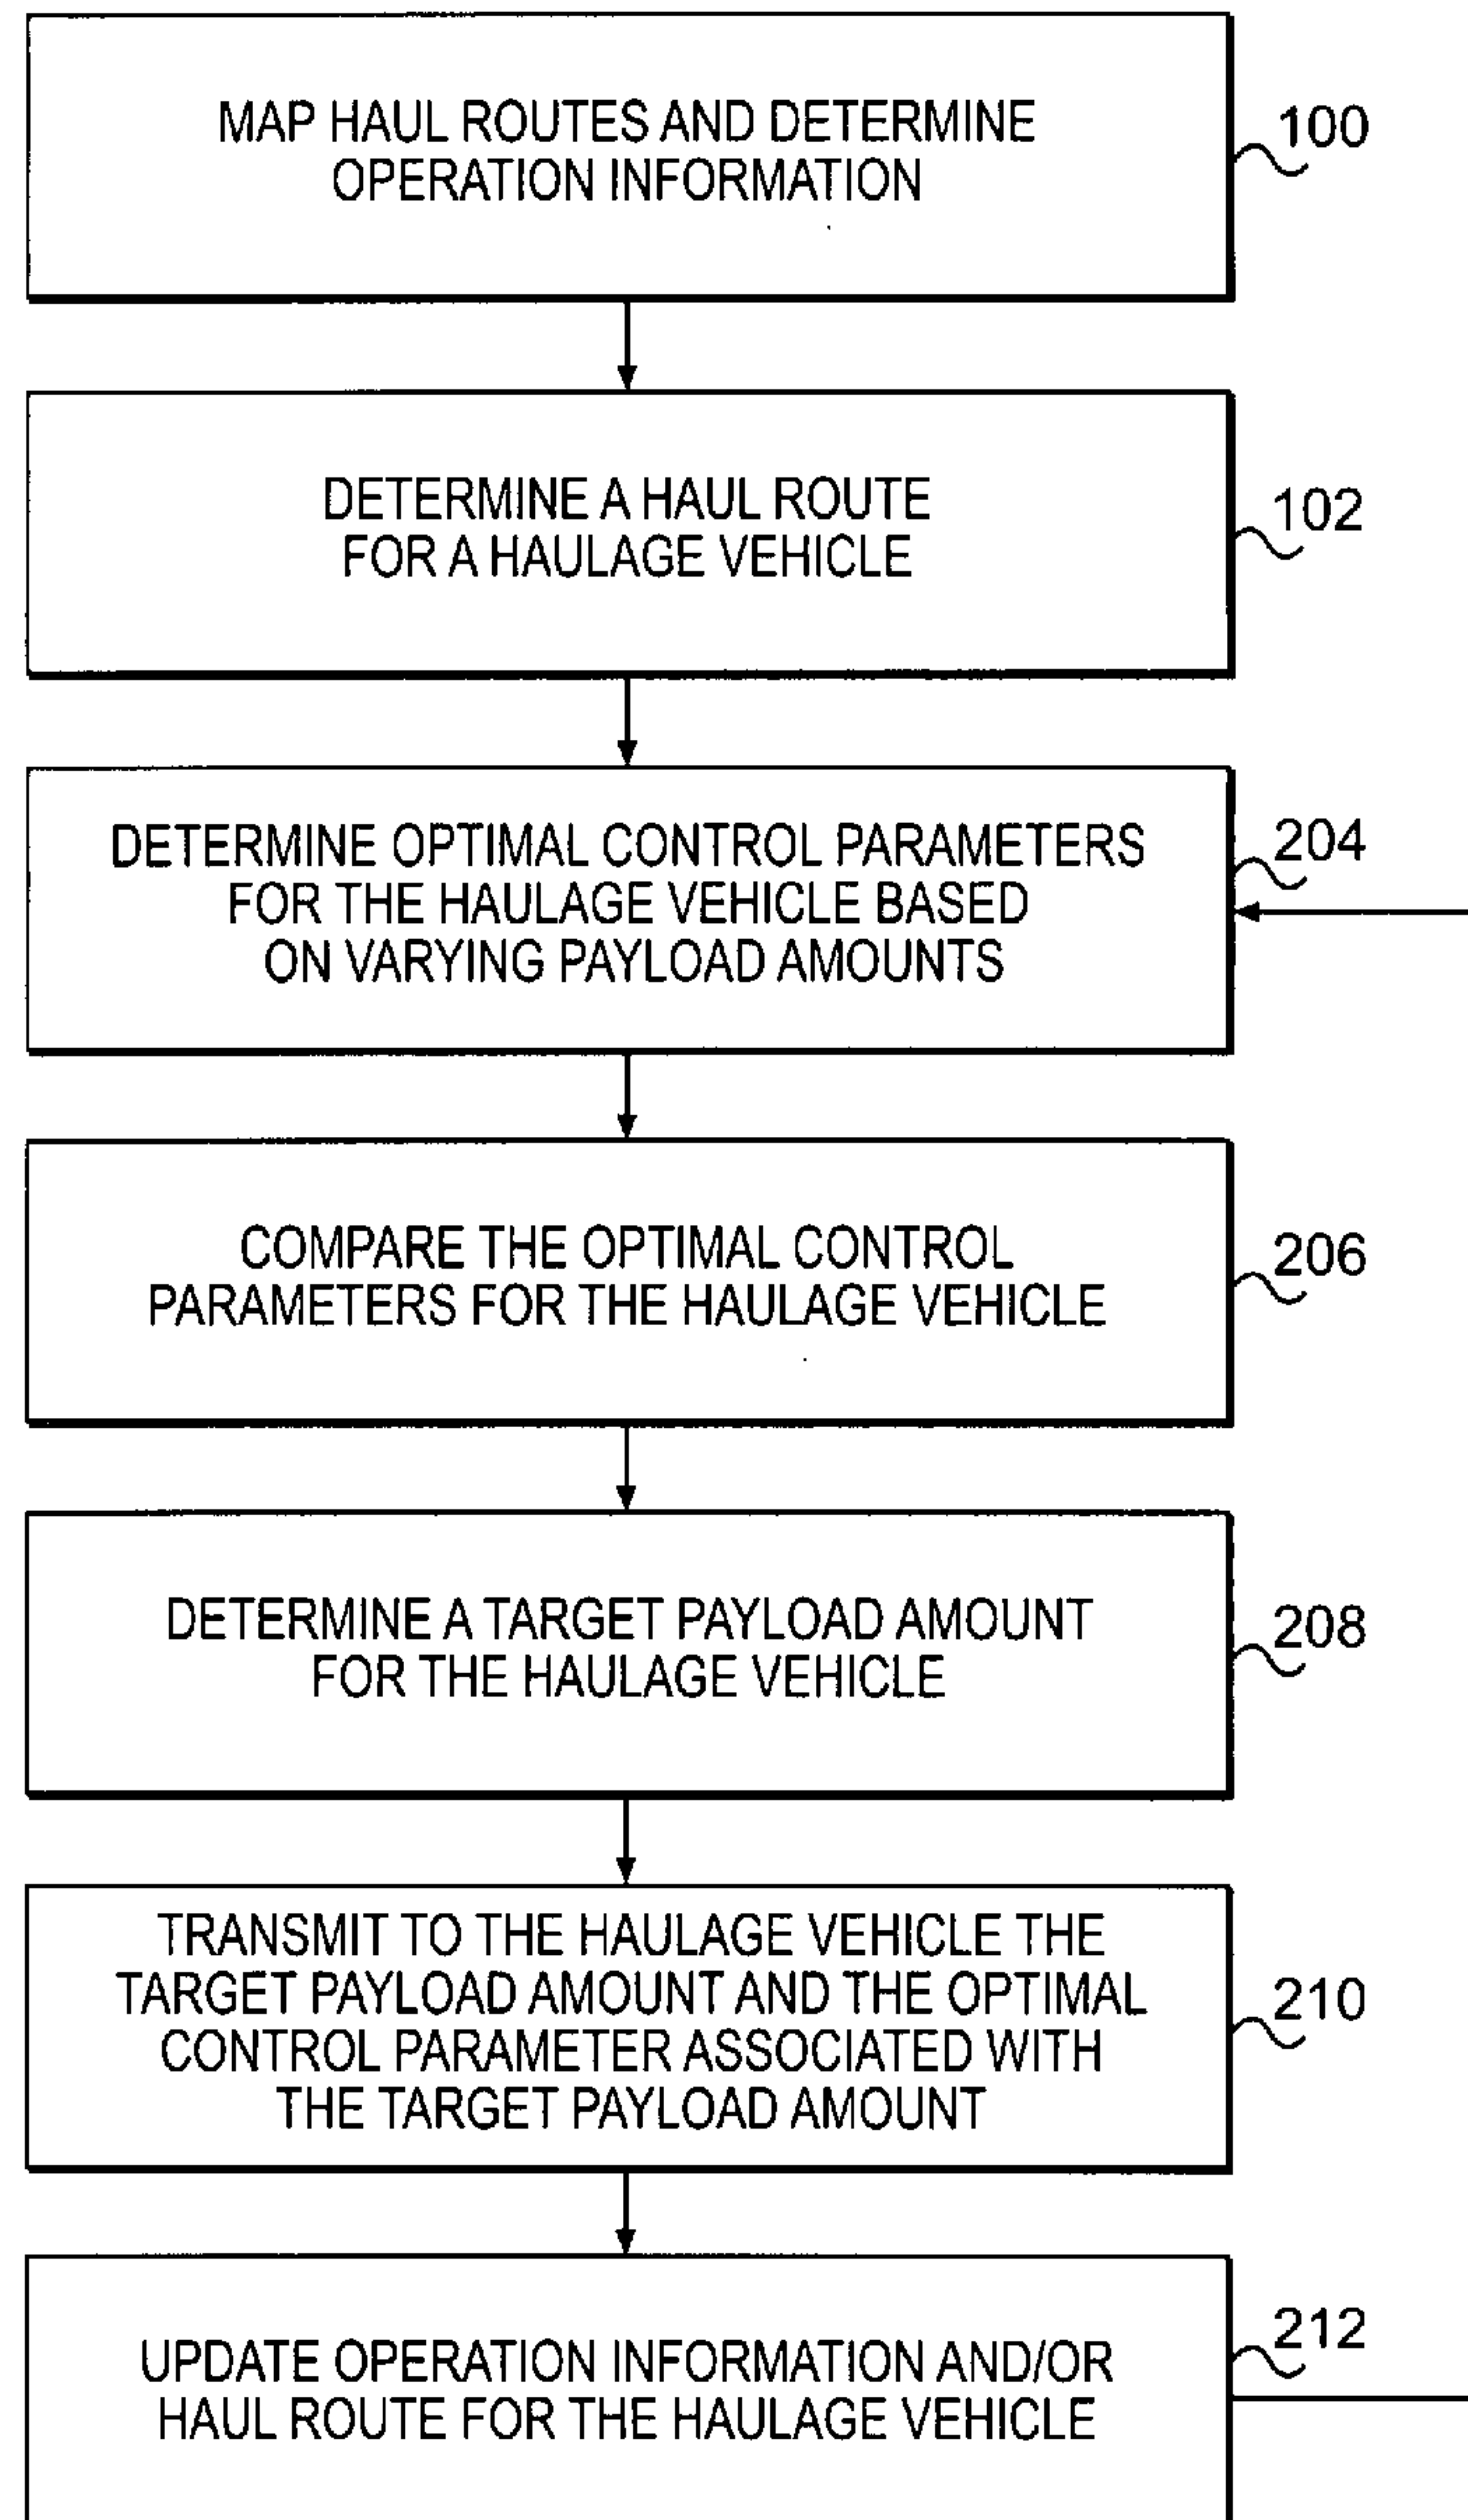 MAP HAUL ROUTES AND DETERMINE
OPERATION INFORMATION
100
DETERMINE A HAUL ROUTE
FOR A HAULAGE VEHICLE
102
DETERMINE OPTIMAL CONTROL PARAMETERS
FOR THE HAULAGE VEHICLE BASED
ON VARYING PAYLOAD AMOUNTS
204
COMPARE THE OPTIMAL CONTROL
PARAMETERS FOR THE HAULAGE VEHICLE
206
DETERMINE A TARGET PAYLOAD AMOUNT
FOR THE HAULAGE VEHICLE
208
TRANSMIT TO THE HAULAGE VEHICLE THE
TARGET PAYLOAD AMOUNT AND THE OPTIMAL
CONTROL PARAMETER ASSOCIATED WITH
THE TARGET PAYLOAD AMOUNT
210
UPDATE OPERATION INFORMATION AND/OR
HAUL ROUTE FOR THE HAULAGE VEHICLE
212